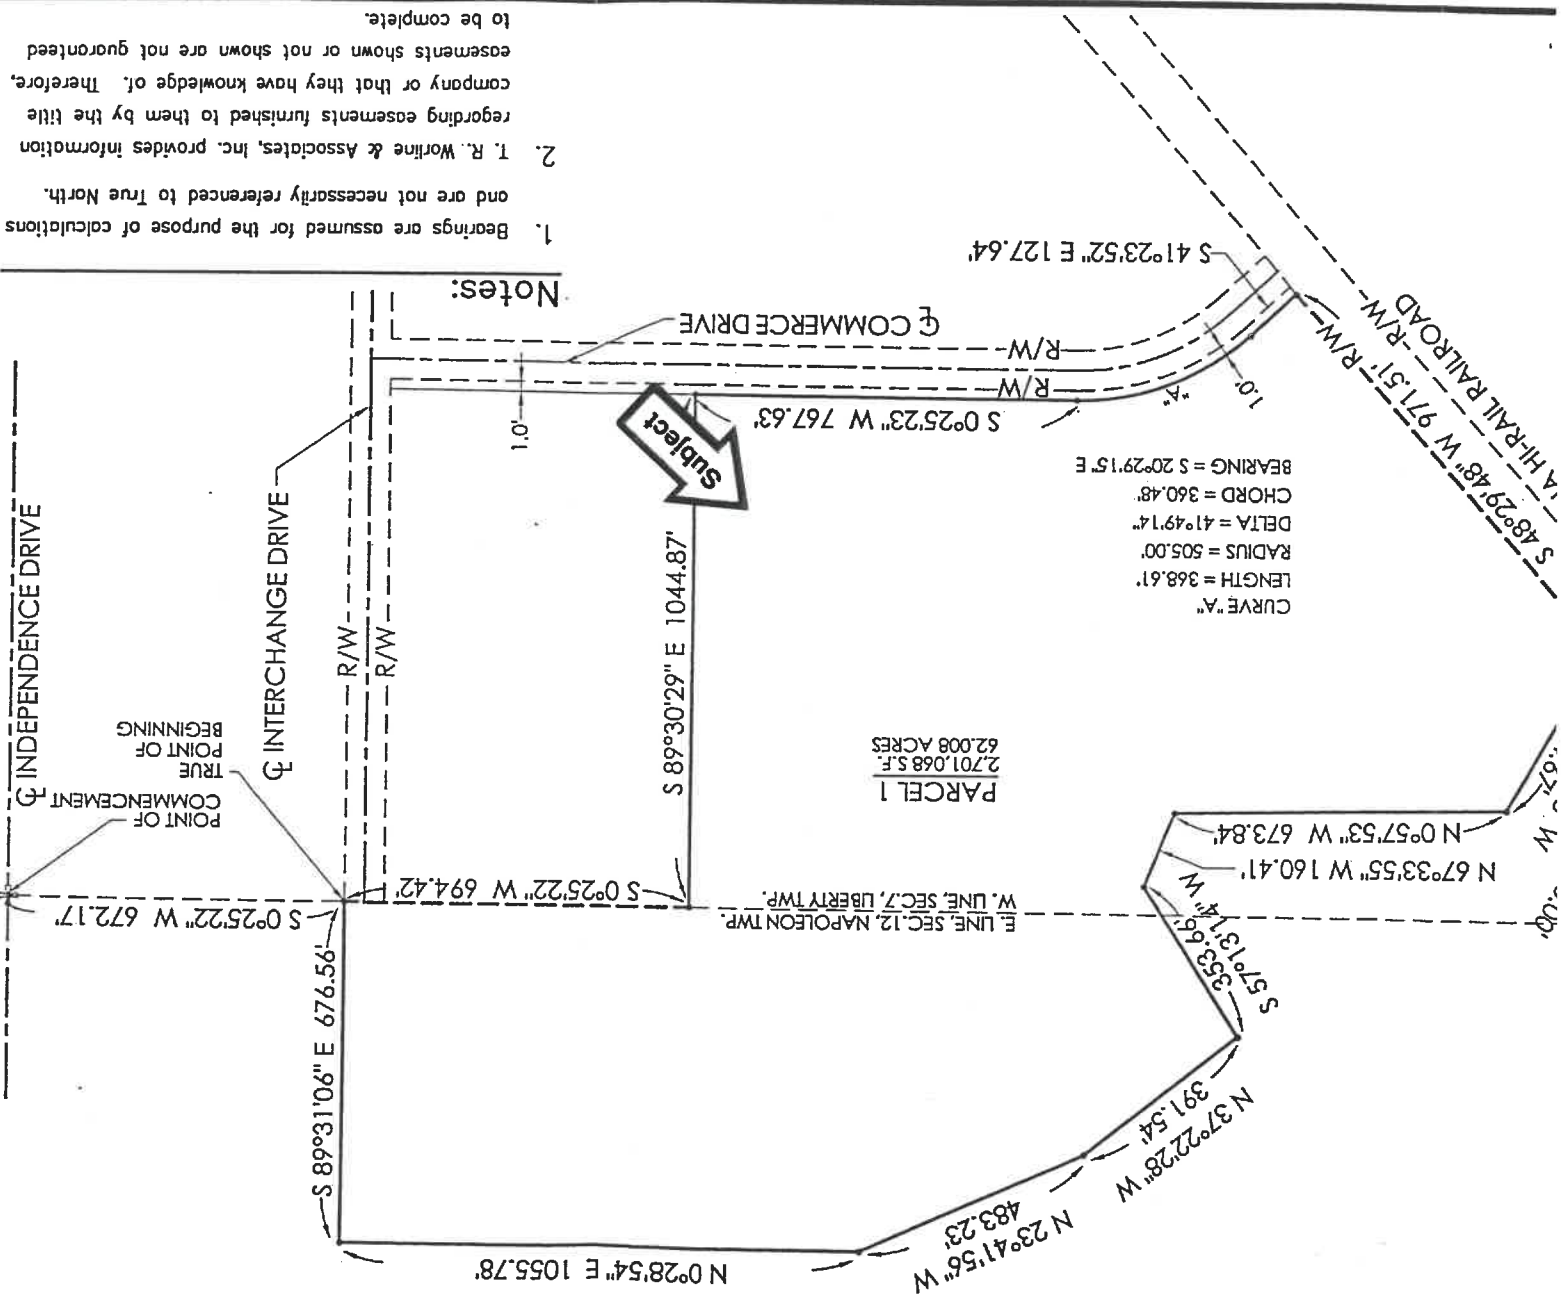 Notes:
1. Bearings are assumed for the purpose of calculations
and are not necessarily referenced to True North.
2. T. R. Worline & Associates, Inc. provides information
regarding easements furnished to them by the title
company or that they have knowledge of. Therefore,
easements shown or not shown are not guaranteed
to be complete.
S 41°23'52" E 127.64'
℄ COMMERCE DRIVE
R/W
R/W
1.0'
1.0'
"A"
S 0°25'23" W 767.63'
Subject
R/W
R/W
'A HI-RAIL RAILROAD
S 48°29'48" W 971.51'
CURVE "A"
LENGTH = 368.61'
RADIUS = 505.00'
DELTA = 41°49'14"
CHORD = 360.48'
BEARING = S 20°29'15" E
℄ INDEPENDENCE DRIVE
℄ INTERCHANGE DRIVE
R/W
R/W
S 89°30'29" E 1044.87'
POINT OF
COMMENCEMENT
TRUE
POINT OF
BEGINNING
PARCEL 1
2,701,068 S.F.
62.008 ACRES
N 0°57'53" W 673.84'
N 67°33'55" W 160.41'
S 0°25'22" W 694.42'
S 0°25'22" W 672.17'
E. LINE, SEC.12, NAPOLEON TWP.
W. LINE, SEC.7, LIBERTY TWP.
S 57°13'14" W
353.66'
S 89°31'06" E 676.56'
N 37°22'28" W
391.54'
N 23°41'56" W
483.23'
N 0°28'54" E 1055.78'